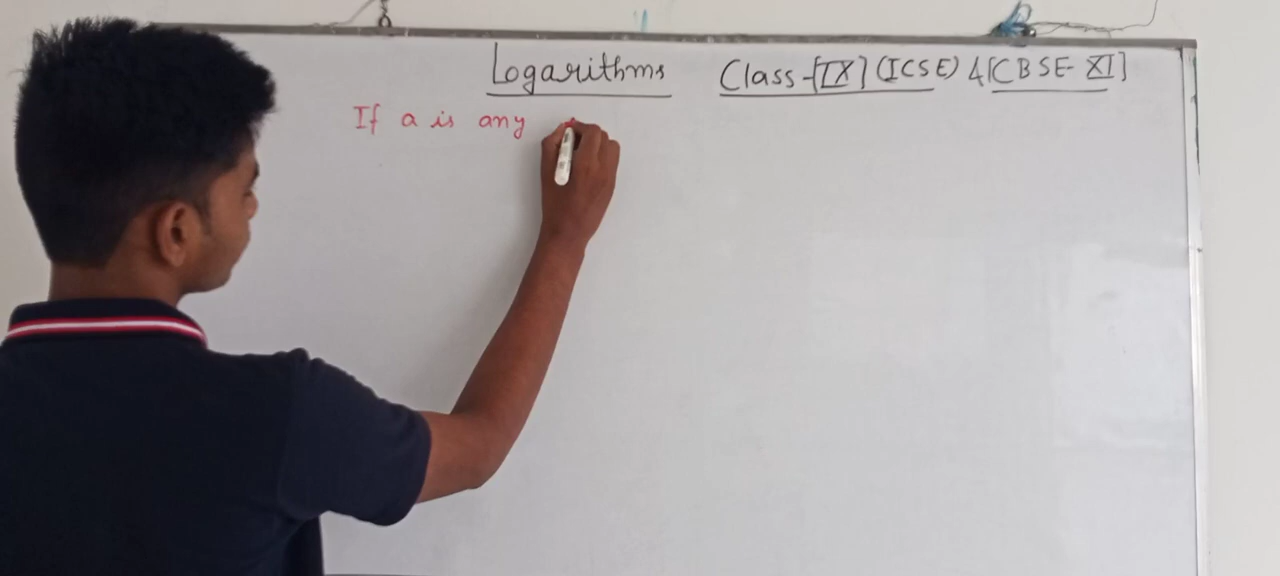 Logarithms Class-[IX] (ICSE) & [CBSE-XI]
If a is any